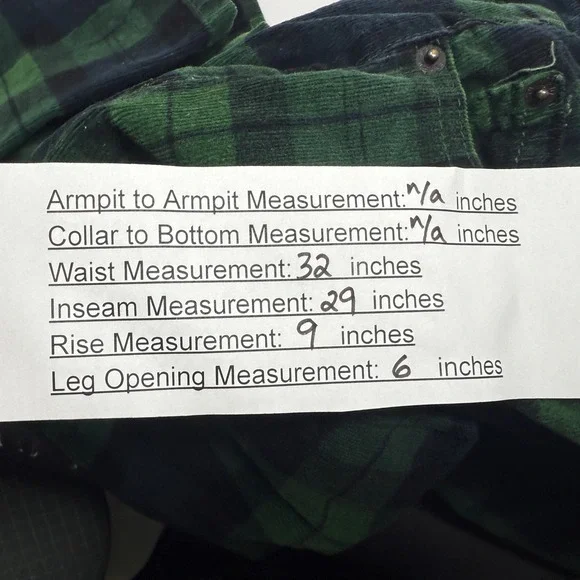 Armpit to Armpit Measurement: n/a inches
Collar to Bottom Measurement: n/a inches
Waist Measurement: 32 inches
Inseam Measurement: 29 inches
Rise Measurement: 9 inches
Leg Opening Measurement: 6 inches